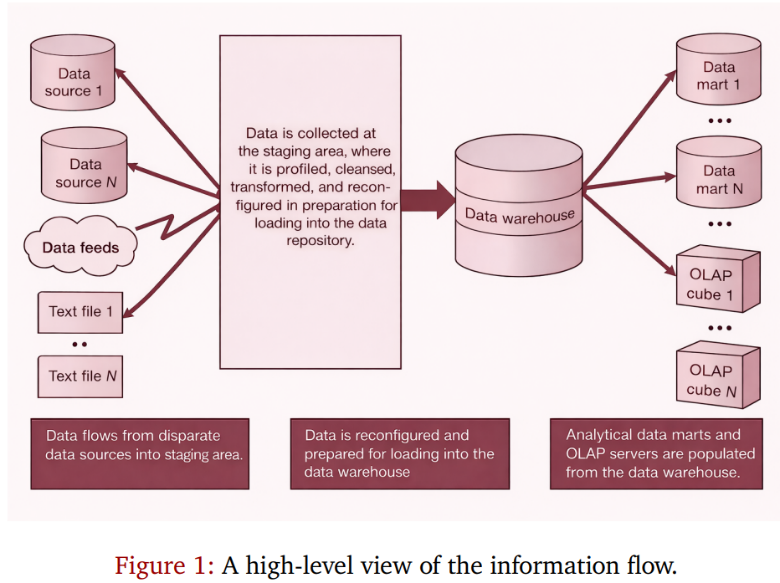 Data
source 1
Data
source N
Data feeds
Text file 1
Text file N
Data is collected at
the staging area, where
it is profiled, cleansed,
transformed, and recon-
figured in preparation for
loading into the data
repository.
Data warehouse
Data
mart 1
...
Data
mart N
...
OLAP
cube 1
...
OLAP
cube N
Data flows from disparate
data sources into staging area.
Data is reconfigured and
prepared for loading into the
data warehouse
Analytical data marts and
OLAP servers are populated
from the data warehouse.
Figure 1: A high-level view of the information flow.